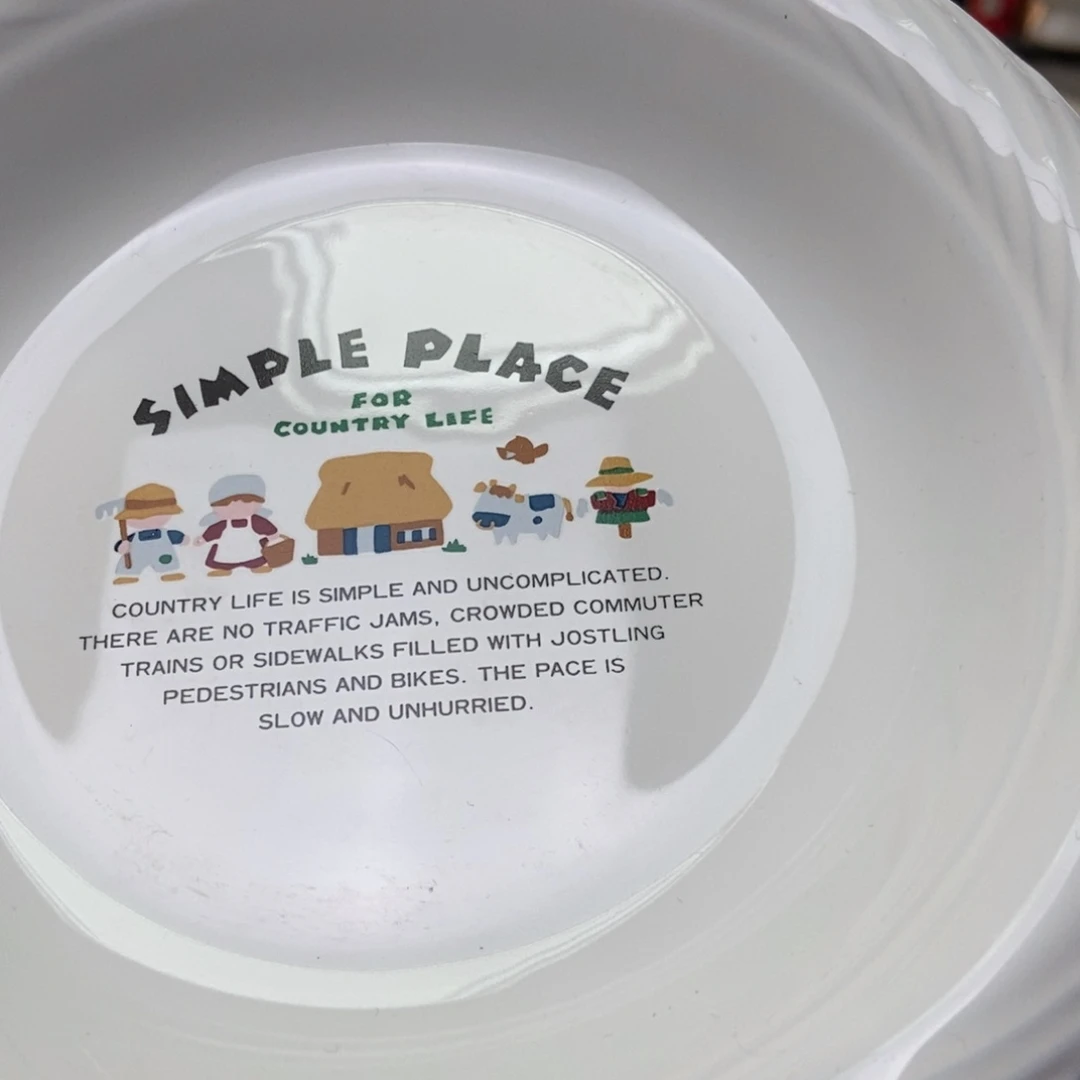 SIMPLE PLACE
FOR
COUNTRY LIFE
COUNTRY LIFE IS SIMPLE AND UNCOMPLICATED.
THERE ARE NO TRAFFIC JAMS, CROWDED COMMUTER
TRAINS OR SIDEWALKS FILLED WITH JOSTLING
PEDESTRIANS AND BIKES. THE PACE IS
SLOW AND UNHURRIED.